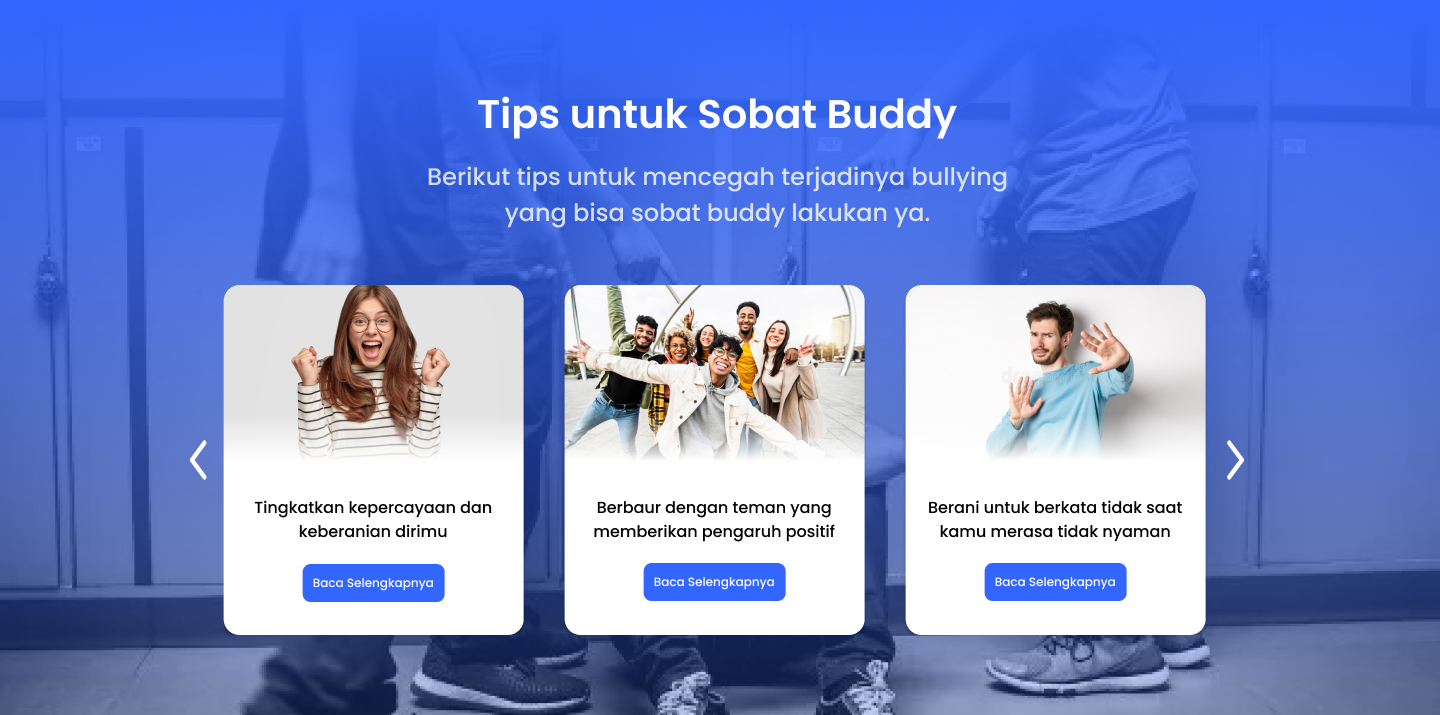 Tips untuk Sobat Buddy
Berikut tips untuk mencegah terjadinya bullying
yang bisa sobat buddy lakukan ya.
Tingkatkan kepercayaan dan
keberanian dirimu
Baca Selengkapnya
Berbaur dengan teman yang
memberikan pengaruh positif
Baca Selengkapnya
Berani untuk berkata tidak saat
kamu merasa tidak nyaman
Baca Selengkapnya